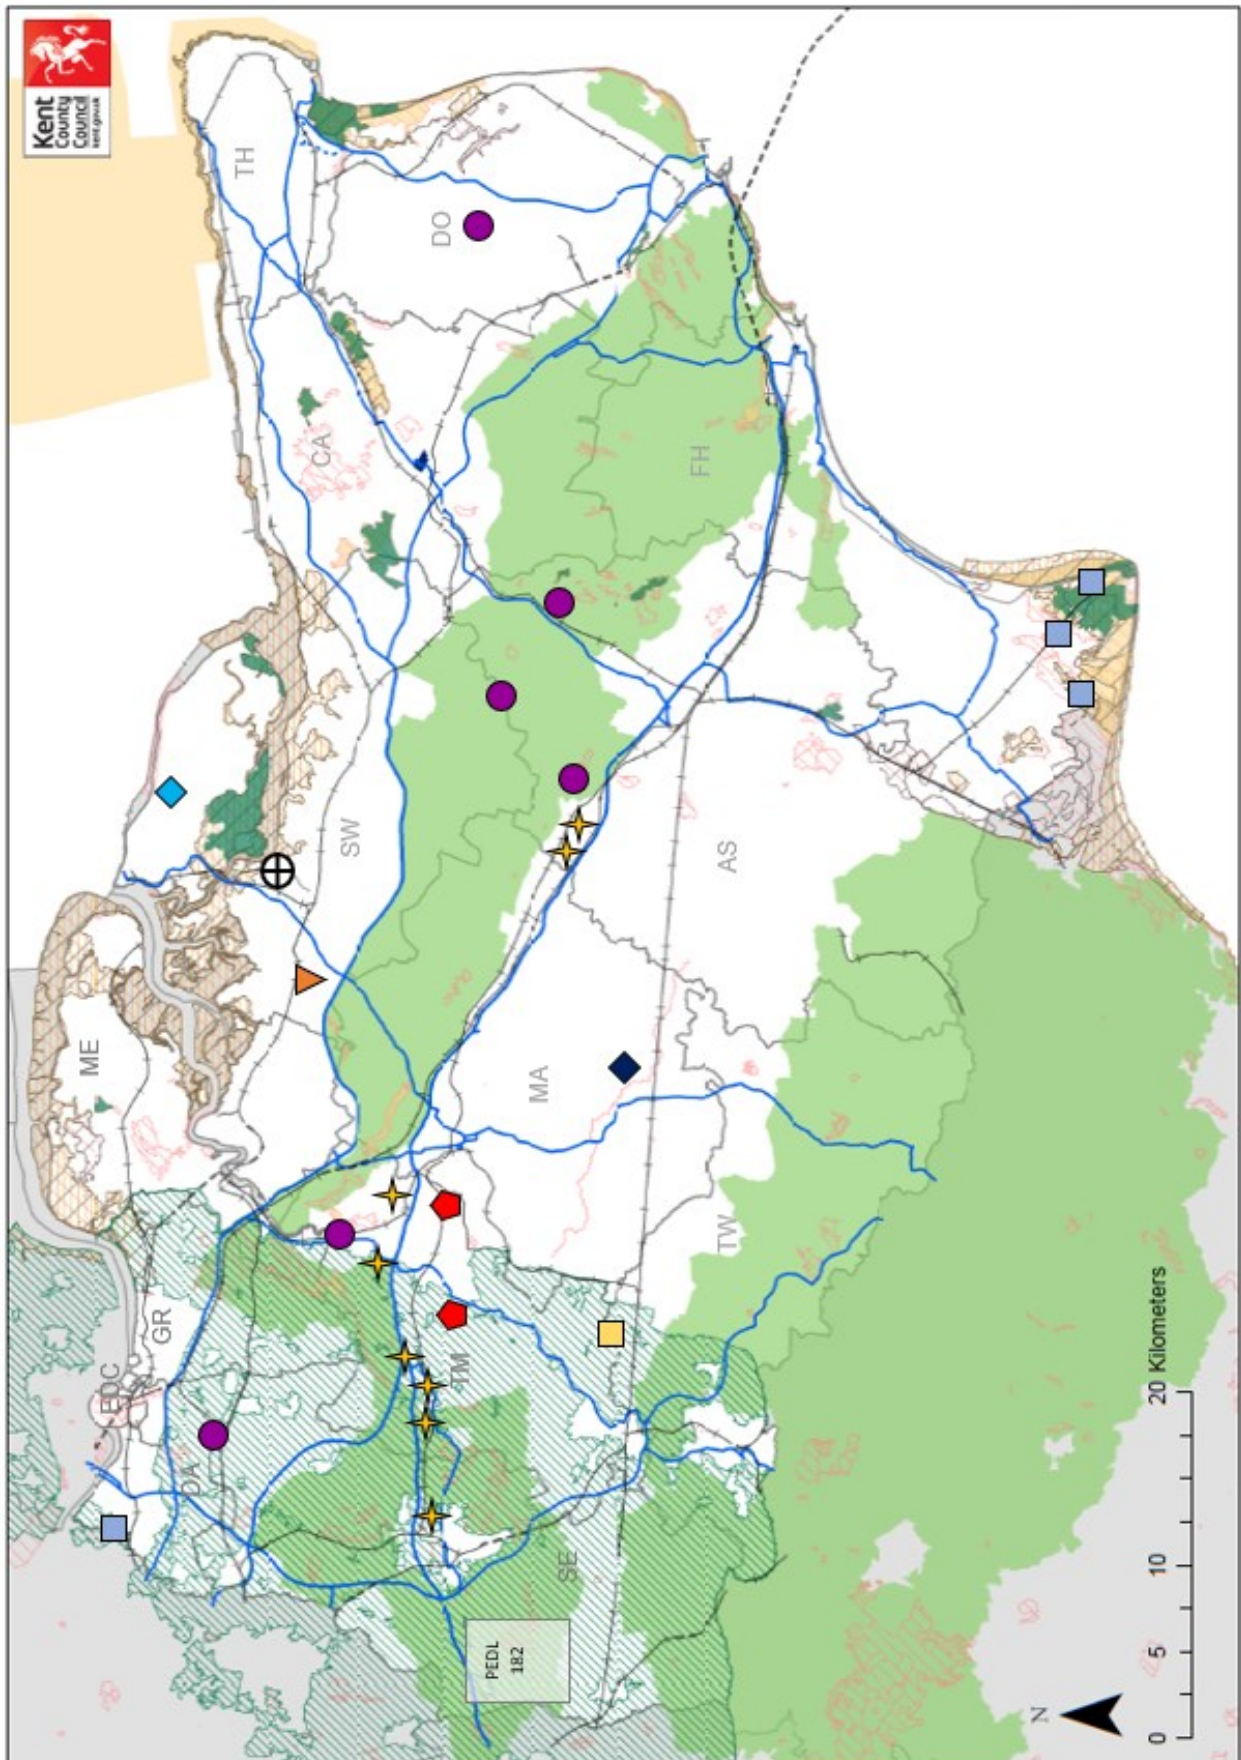 Kent
County
Council
kent.gov.uk
TH
DO
CA
FH
ME
SW
AS
MA
GR
EDC
TW
TM
DA
SE
PEDL
182
N
0
5
10
20 Kilometers